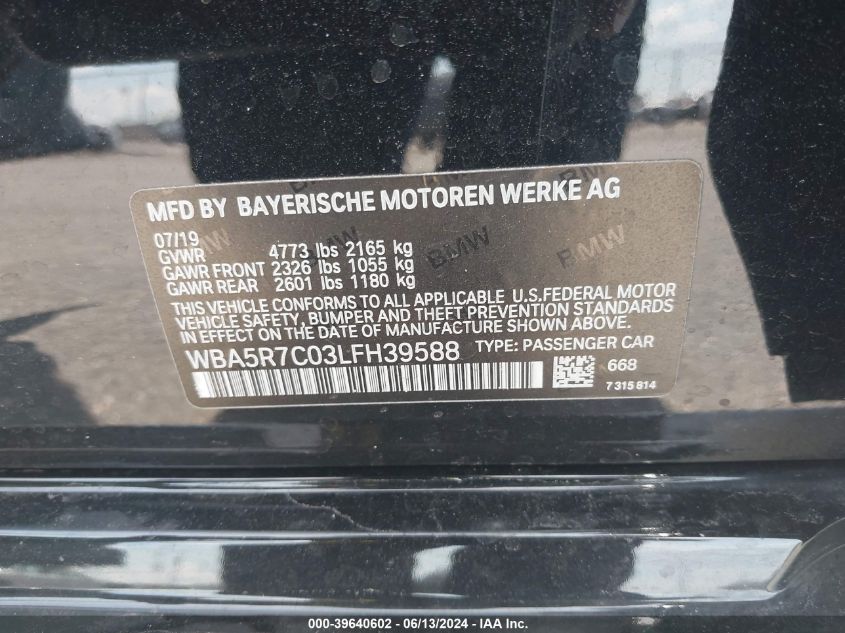 MFD BY BAYERISCHE MOTOREN WERKE AG
07/19
GVWR 4773 lbs 2165 kg
GAWR FRONT 2326 lbs 1055 kg
GAWR REAR 2601 lbs 1180 kg
THIS VEHICLE CONFORMS TO ALL APPLICABLE U.S.FEDERAL MOTOR
VEHICLE SAFETY, BUMPER AND THEFT PREVENTION STANDARDS
IN EFFECT ON THE DATE OF MANUFACTURE SHOWN ABOVE.
WBA5R7C03LFH39588 TYPE: PASSENGER CAR
668
7 315 814
BMW
BMW
BMW
000-39640602 - 06/13/2024 - IAA Inc.